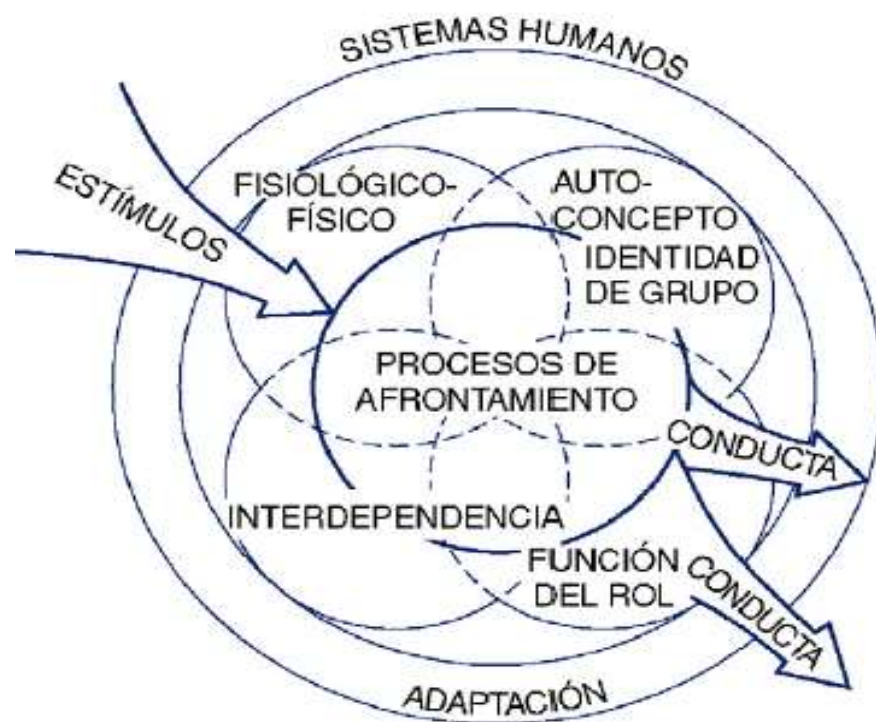 SISTEMAS HUMANOS
ESTÍMULOS
FISIOLÓGICO-
FÍSICO
AUTO-
CONCEPTO
IDENTIDAD
DE GRUPO
PROCESOS DE
AFRONTAMIENTO
CONDUCTA
INTERDEPENDENCIA
FUNCIÓN
DEL ROL
CONDUCTA
ADAPTACIÓN